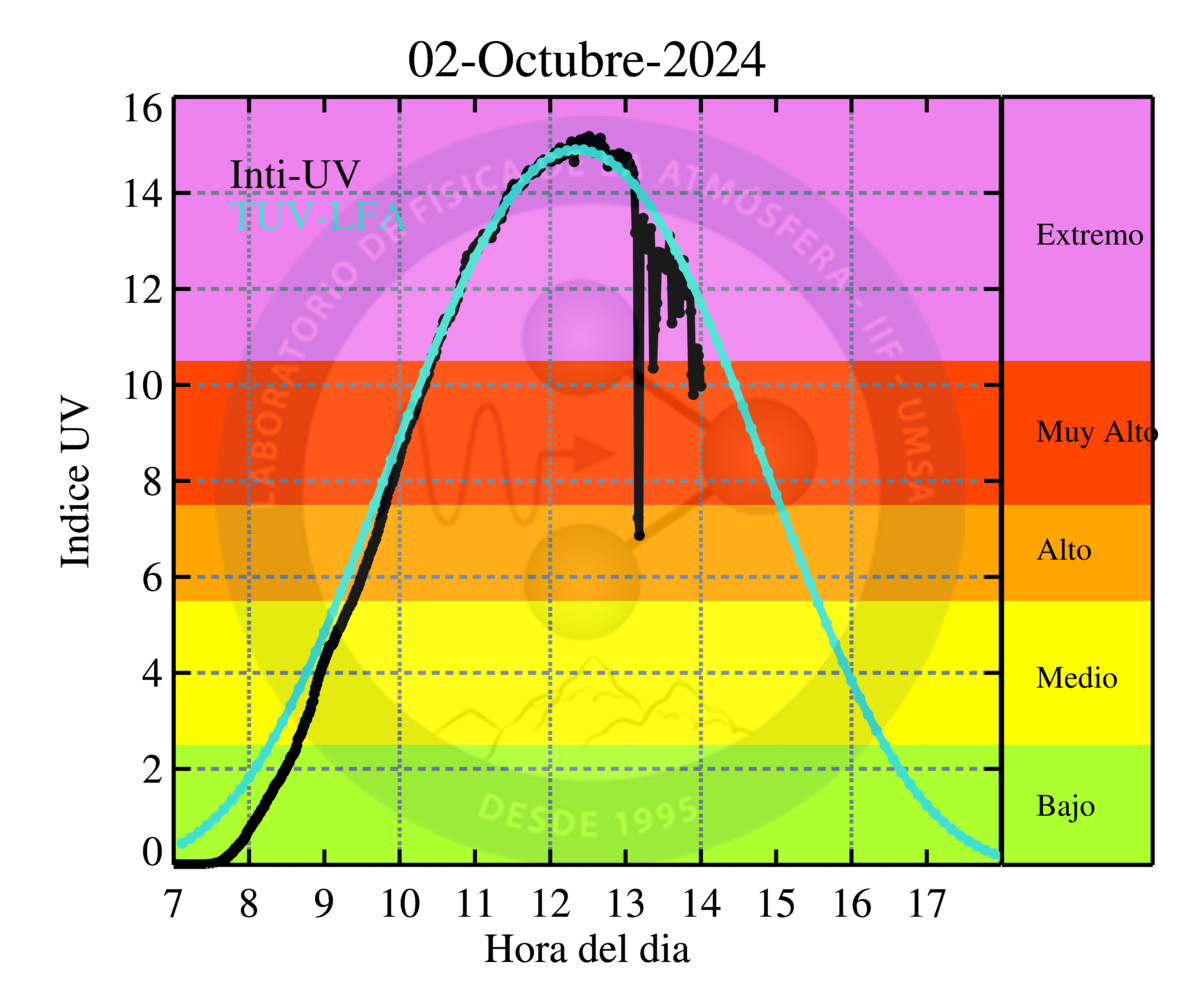 02-Octubre-2024
16
14
12
10
8
6
4
2
0
Indice UV
Inti-UV
TUV-LFA
LABORATORIO DE FÍSICA DE LA ATMÓSFERA - IIF - UMSA
DESDE 1995
Extremo
Muy Alto
Alto
Medio
Bajo
7 8 9 10 11 12 13 14 15 16 17
Hora del dia